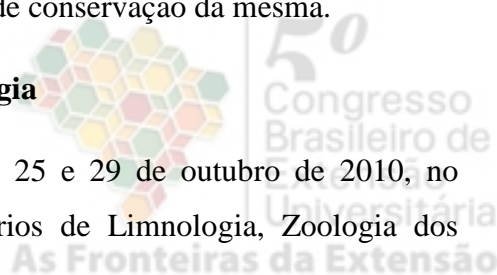 de conservação da mesma.
5º
Congresso
Brasileiro de
Extensão
Universitária
As Fronteiras da Extensão
gia
25 e 29 de outubro de 2010, no
rios de Limnologia, Zoologia dos